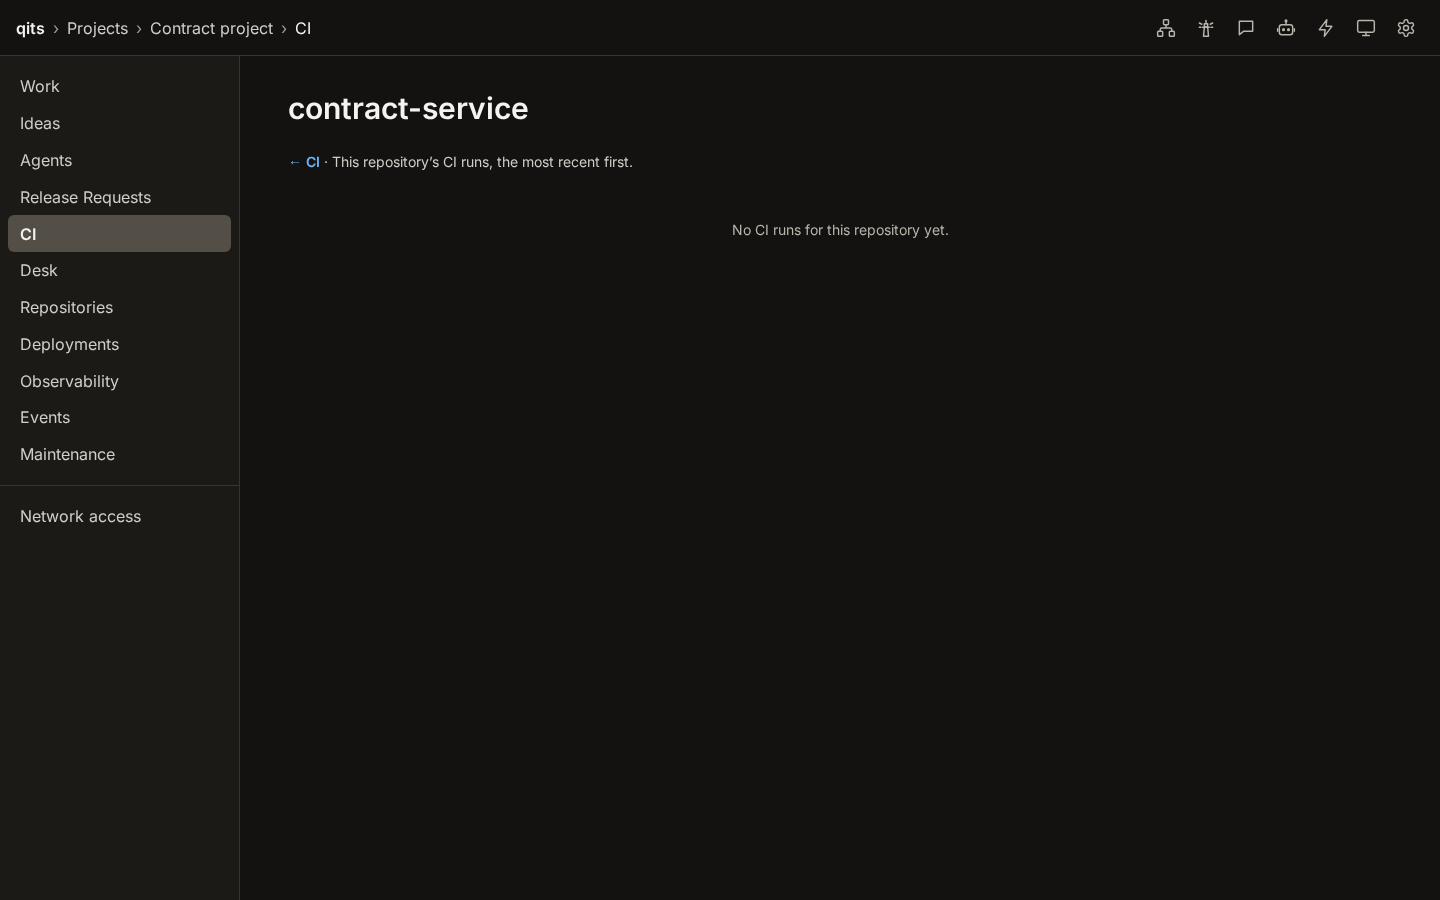 qits › Projects › Contract project › CI
Work
Ideas
Agents
Release Requests
CI
Desk
Repositories
Deployments
Observability
Events
Maintenance
Network access
contract-service
← CI · This repository’s CI runs, the most recent first.
No CI runs for this repository yet.